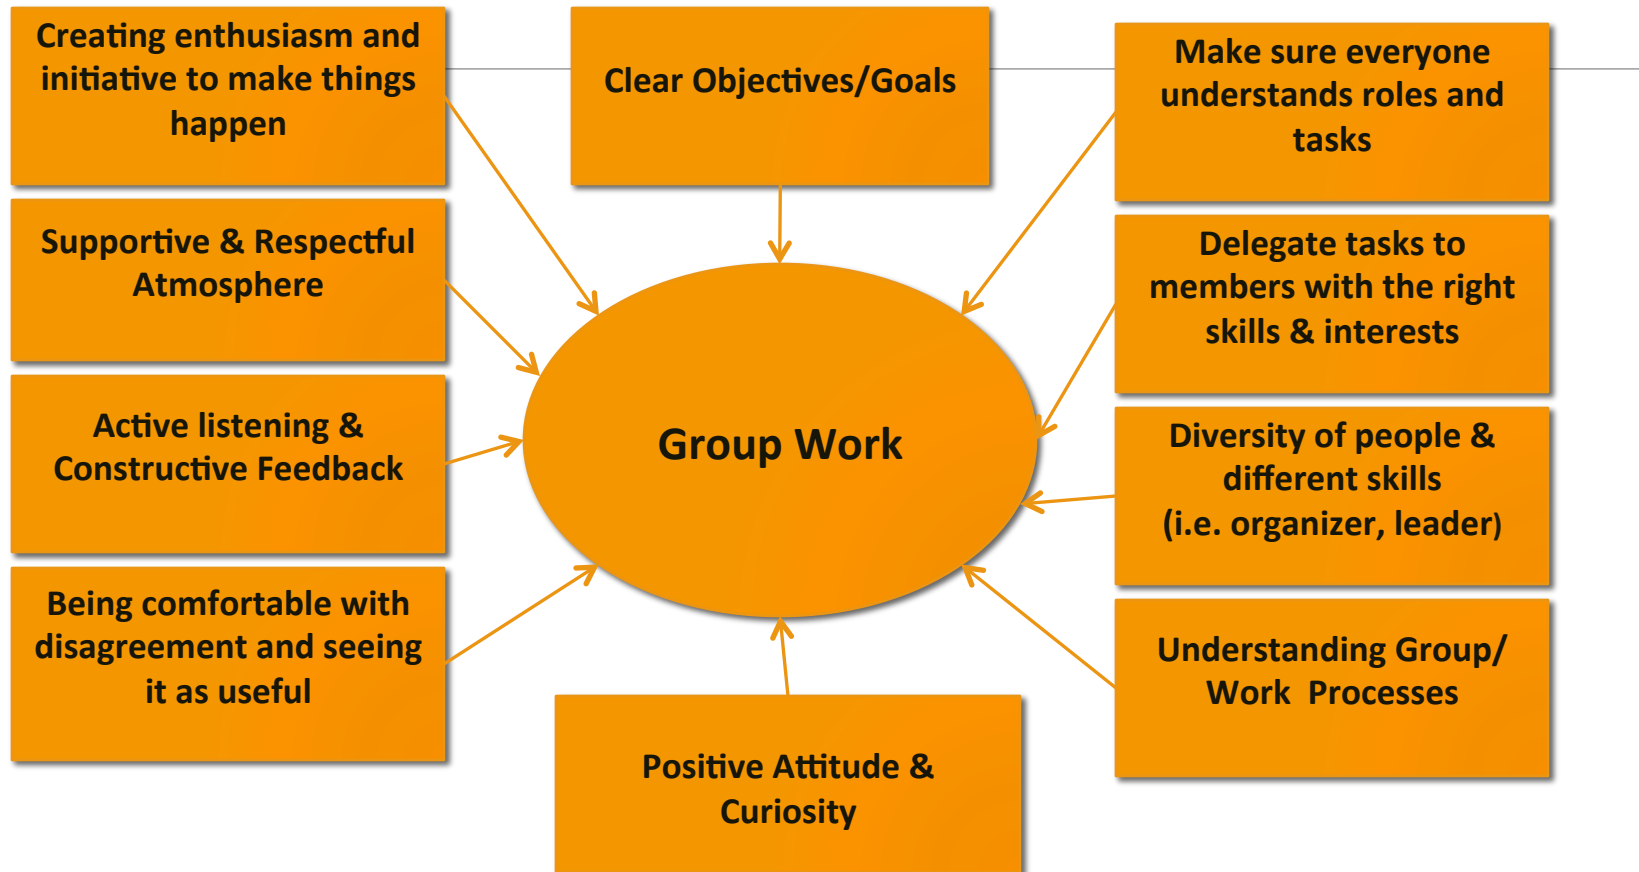 Creating enthusiasm and
initiative to make things
happen
Clear Objectives/Goals
Make sure everyone
understands roles and
tasks
Supportive & Respectful
Atmosphere
Delegate tasks to
members with the right
skills & interests
Active listening &
Constructive Feedback
Group Work
Diversity of people &
different skills
(i.e. organizer, leader)
Being comfortable with
disagreement and seeing
it as useful
Understanding Group/
Work  Processes
Positive Attitude &
Curiosity